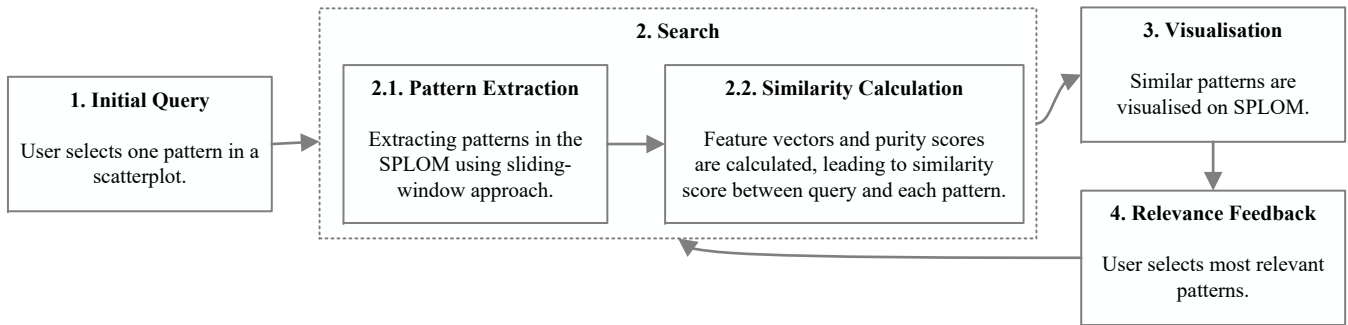 1. Initial Query
User selects one pattern in a
scatterplot.
2. Search
2.1. Pattern Extraction
Extracting patterns in the
SPLOM using sliding-
window approach.
2.2. Similarity Calculation
Feature vectors and purity scores
are calculated, leading to similarity
score between query and each pattern.
3. Visualisation
Similar patterns are
visualised on SPLOM.
4. Relevance Feedback
User selects most relevant
patterns.